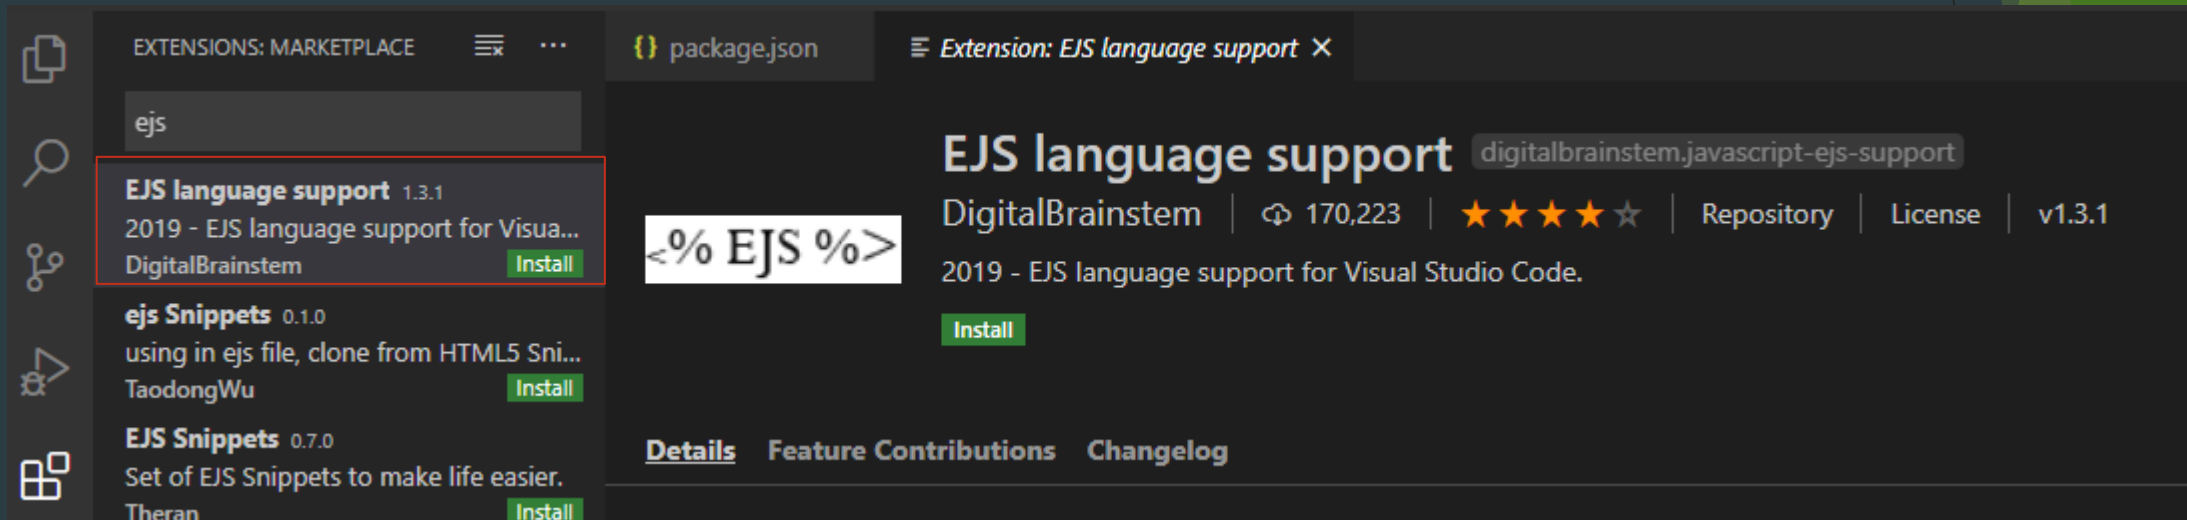 EXTENSIONS: MARKETPLACE
ejs
EJS language support 1.3.1
2019 - EJS language support for Visua...
DigitalBrainstem Install
ejs Snippets 0.1.0
using in ejs file, clone from HTML5 Sni...
TaodongWu Install
EJS Snippets 0.7.0
Set of EJS Snippets to make life easier.
Theran Install
{} package.json
Extension: EJS language support
<% EJS %>
EJS language support digitalbrainstem.javascript-ejs-support
DigitalBrainstem 170,223 Repository License v1.3.1
2019 - EJS language support for Visual Studio Code.
Install
Details Feature Contributions Changelog